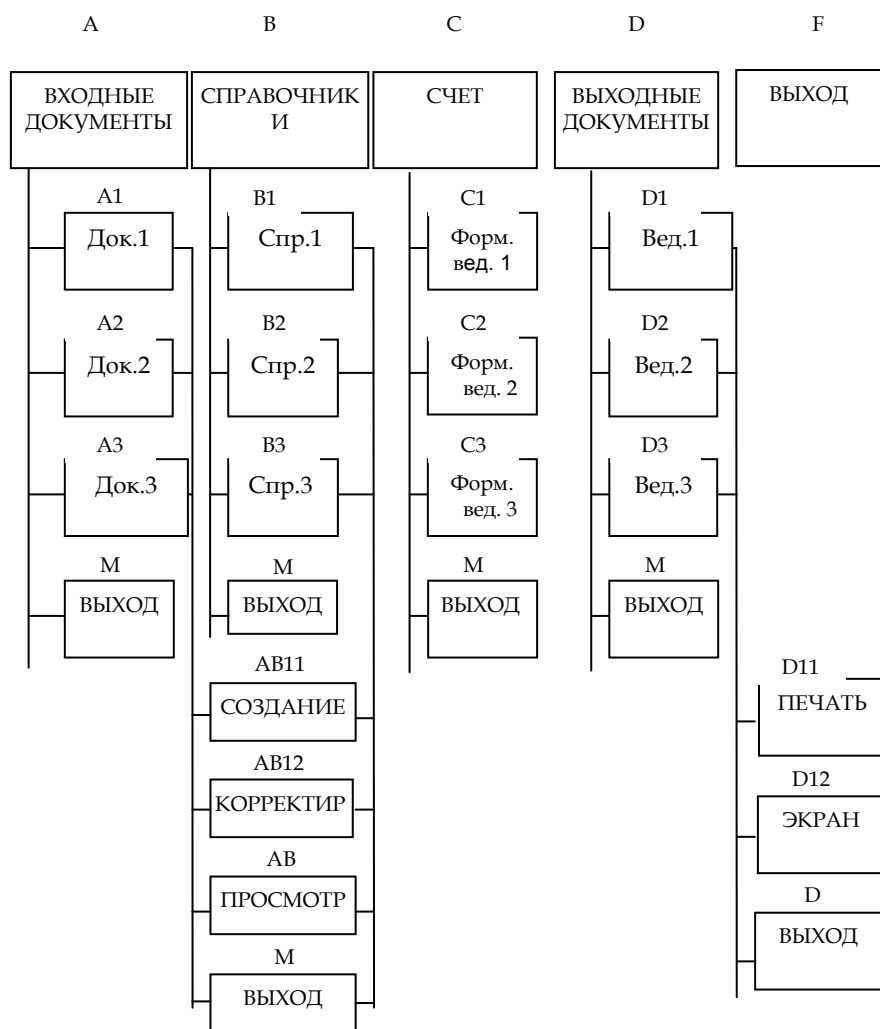 A B C D F
ВХОДНЫЕ
ДОКУМЕНТЫ
СПРАВОЧНИК
И
СЧЕТ
ВЫХОДНЫЕ
ДОКУМЕНТЫ
ВЫХОД
A1 B1 C1 D1
Док.1
Спр.1
Форм.
вед. 1
Вед.1
A2 B2 C2 D2
Док.2
Спр.2
Форм.
вед. 2
Вед.2
A3 B3 C3 D3
Док.3
Спр.3
Форм.
вед. 3
Вед.3
M M M M
ВЫХОД ВЫХОД ВЫХОД ВЫХОД
AB11
СОЗДАНИЕ
D11
ПЕЧАТЬ
AB12
КОРРЕКТИР
D12
ЭКРАН
AB
ПРОСМОТР
D
ВЫХОД
M
ВЫХОД